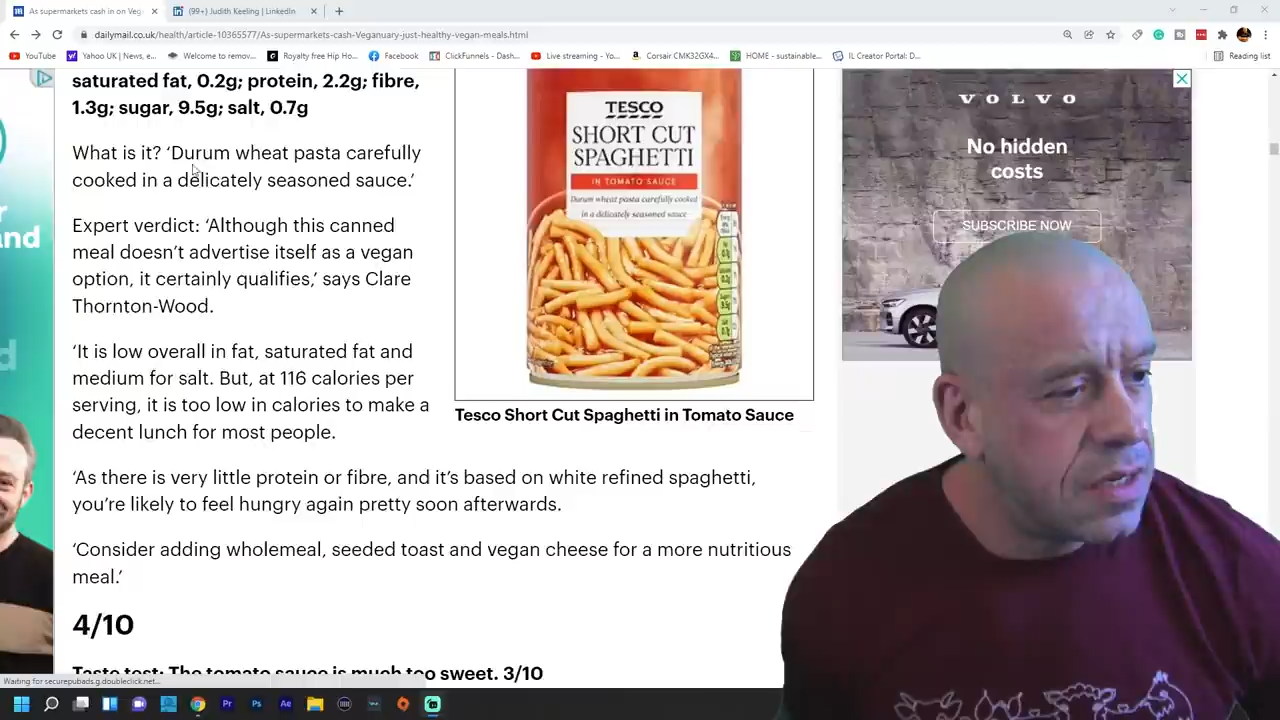 As supermarkets cash in on Veg
(99+) Judith Keeling | LinkedIn
dailymail.co.uk/health/article-10365577/As-supermarkets-cash-Veganuary-just-healthy-vegan-meals.html
YouTube
Yahoo UK | News, e...
Welcome to remov...
Royalty free Hip Ho...
Facebook
ClickFunnels - Das...
Live streaming - Yo...
Corsair CMK32GX4...
HOME - sustainable...
IL Creator Portal: D...
Reading list
saturated fat, 0.2g; protein, 2.2g; fibre,
1.3g; sugar, 9.5g; salt, 0.7g
What is it? ‘Durum wheat pasta carefully
cooked in a delicately seasoned sauce.’
Expert verdict: ‘Although this canned
meal doesn’t advertise itself as a vegan
option, it certainly qualifies,’ says Clare
Thornton-Wood.
‘It is low overall in fat, saturated fat and
medium for salt. But, at 116 calories per
serving, it is too low in calories to make a
decent lunch for most people.
TESCO
SHORT CUT
SPAGHETTI
IN TOMATO SAUCE
Durum wheat pasta carefully cooked
in a delicately seasoned sauce
Tesco Short Cut Spaghetti in Tomato Sauce
‘As there is very little protein or fibre, and it’s based on white refined spaghetti,
you’re likely to feel hungry again pretty soon afterwards.
‘Consider adding wholemeal, seeded toast and vegan cheese for a more nutritious
meal.’
4/10
Taste test: The tomato sauce is much too sweet. 3/10
VOLVO
No hidden
costs
SUBSCRIBE NOW
Waiting for securepubads.g.doubleclick.net...
Pr
Ps
Ae